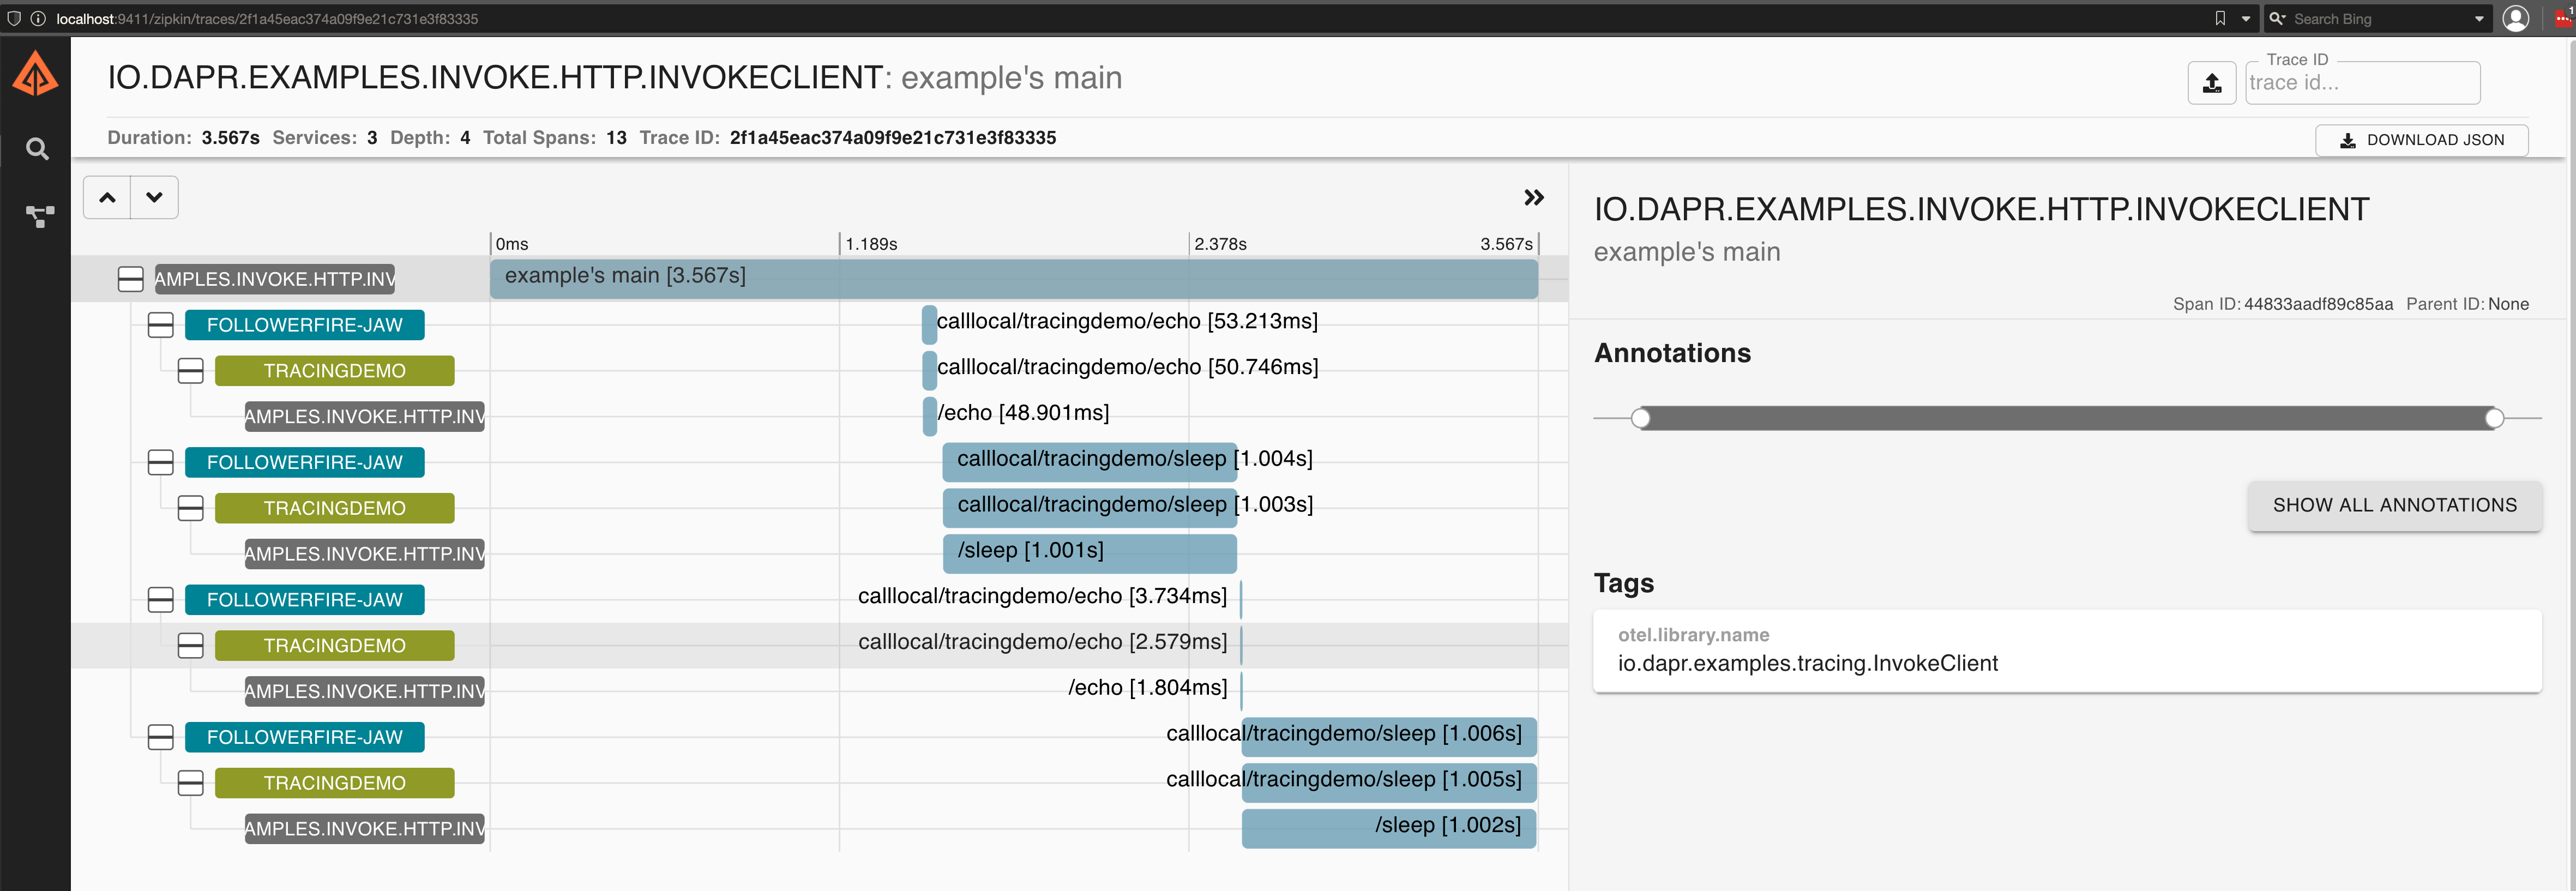 localhost:9411/zipkin/traces/2f1a45eac374a09f9e21c731e3f83335
Search Bing
1
IO.DAPR.EXAMPLES.INVOKE.HTTP.INVOKECLIENT: example's main
Trace ID
trace id...
Duration: 3.567s Services: 3 Depth: 4 Total Spans: 13 Trace ID: 2f1a45eac374a09f9e21c731e3f83335
DOWNLOAD JSON
0ms 1.189s 2.378s 3.567s
AMPLES.INVOKE.HTTP.INV example's main [3.567s]
FOLLOWERFIRE-JAW calllocal/tracingdemo/echo [53.213ms]
TRACINGDEMO calllocal/tracingdemo/echo [50.746ms]
AMPLES.INVOKE.HTTP.INV /echo [48.901ms]
FOLLOWERFIRE-JAW calllocal/tracingdemo/sleep [1.004s]
TRACINGDEMO calllocal/tracingdemo/sleep [1.003s]
AMPLES.INVOKE.HTTP.INV /sleep [1.001s]
FOLLOWERFIRE-JAW calllocal/tracingdemo/echo [3.734ms]
TRACINGDEMO calllocal/tracingdemo/echo [2.579ms]
AMPLES.INVOKE.HTTP.INV /echo [1.804ms]
FOLLOWERFIRE-JAW calllocal/tracingdemo/sleep [1.006s]
TRACINGDEMO calllocal/tracingdemo/sleep [1.005s]
AMPLES.INVOKE.HTTP.INV /sleep [1.002s]
IO.DAPR.EXAMPLES.INVOKE.HTTP.INVOKECLIENT
example's main
Span ID: 44833aadf89c85aa Parent ID: None
Annotations
SHOW ALL ANNOTATIONS
Tags
otel.library.name
io.dapr.examples.tracing.InvokeClient